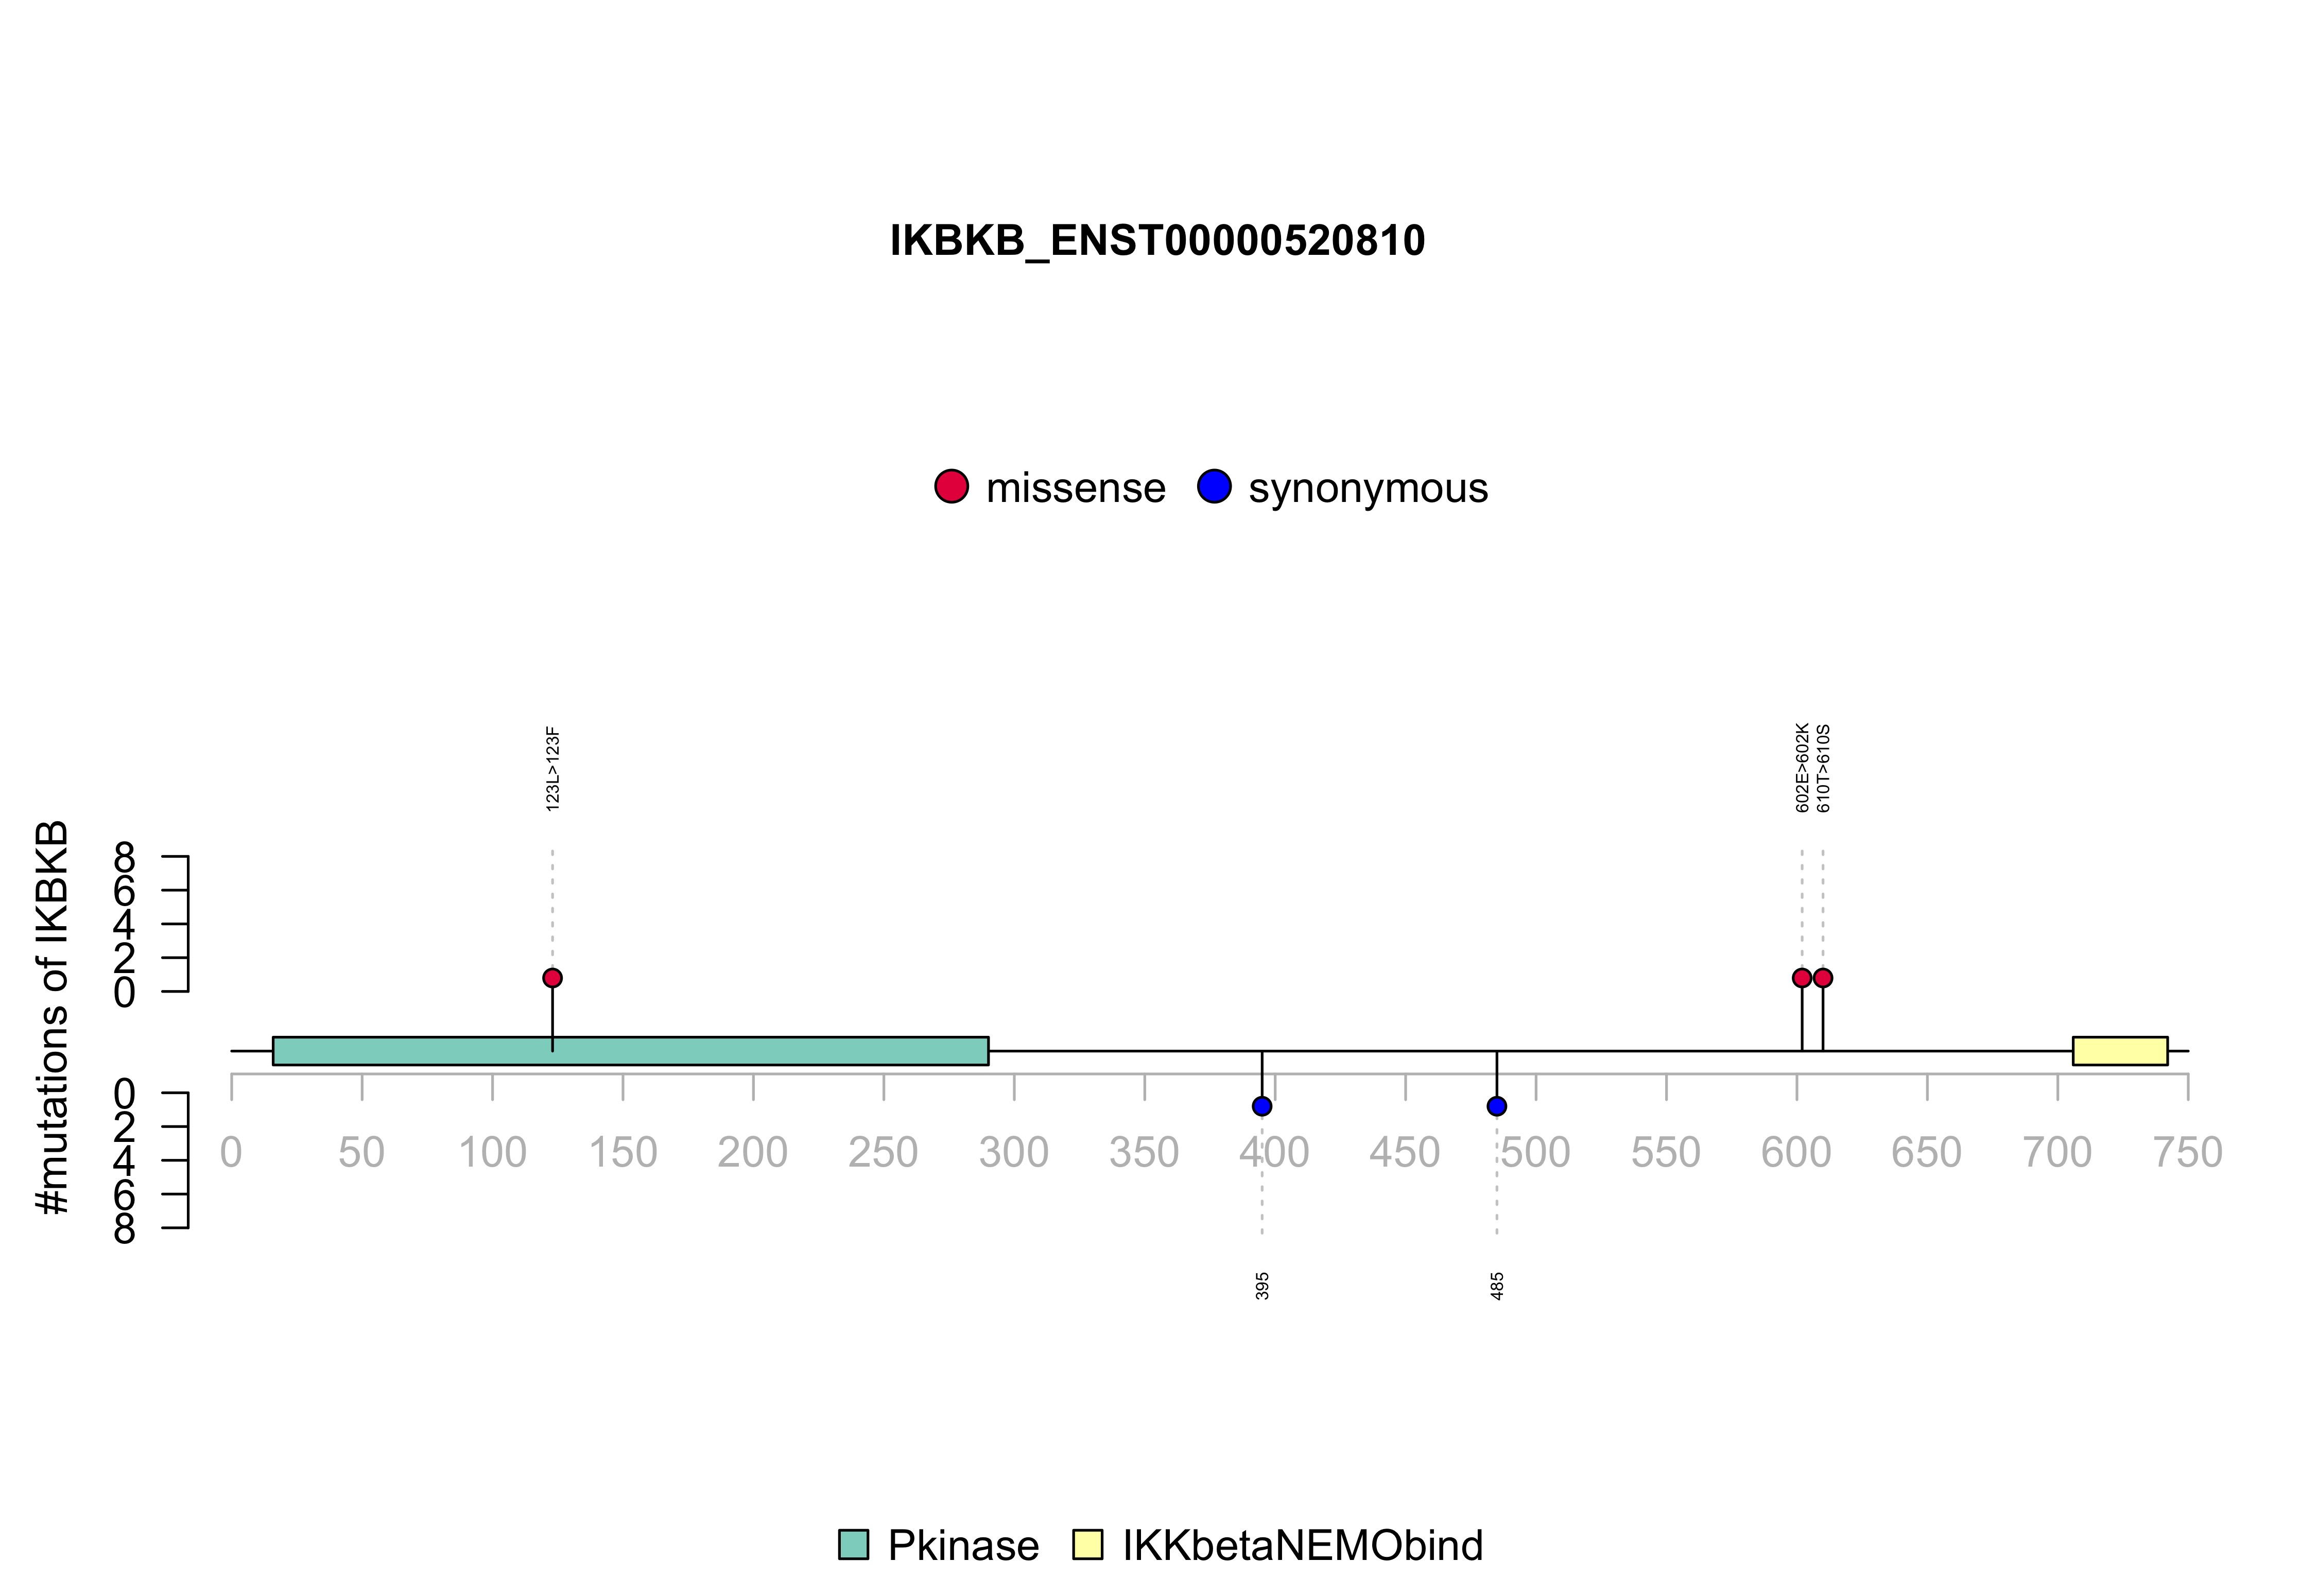 IKBKB_ENST00000520810
missense synonymous
123L>123F
602E>602K
610T>610S
#mutations of IKBKB
8
6
4
2
0
0
2
4
6
8
0 50 100 150 200 250 300 350 400 450 500 550 600 650 700 750
395
485
Pkinase IKKbetaNEMObind